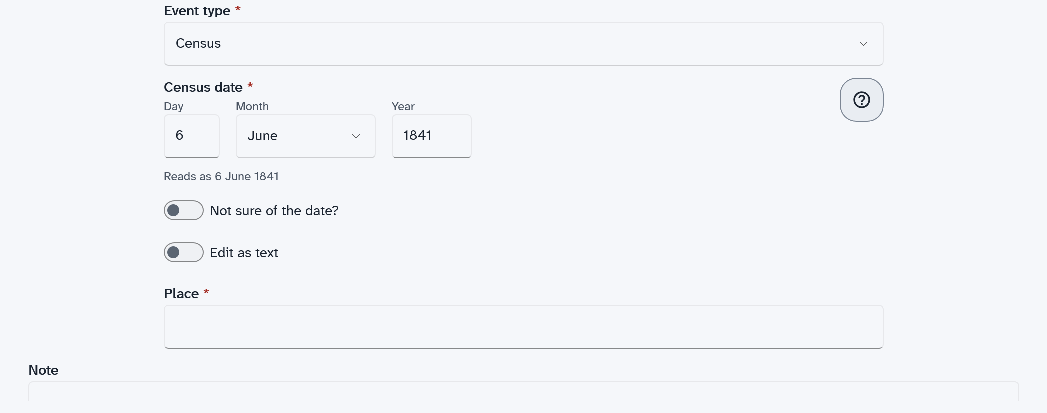 Event type *
Census
Census date *
Day Month Year
6 June 1841
Reads as 6 June 1841
Not sure of the date?
Edit as text
Place *
Note